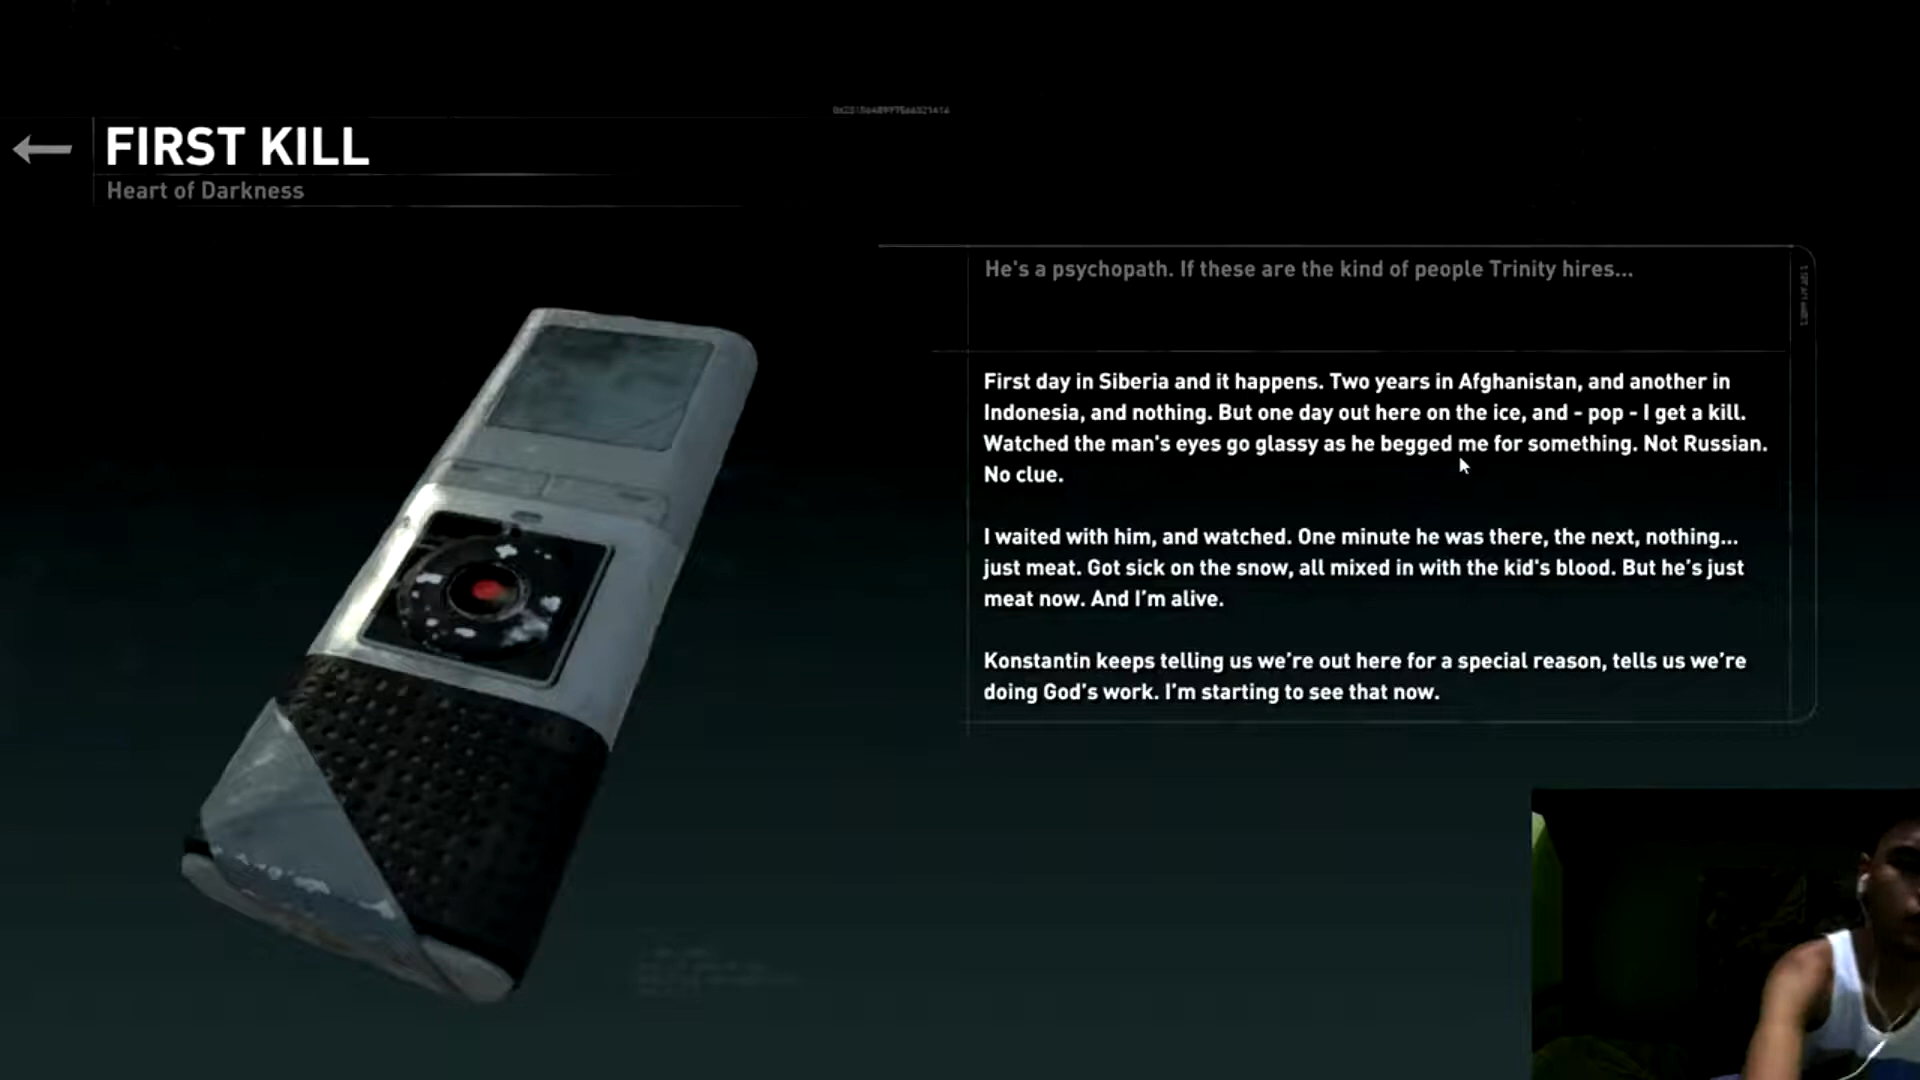 FIRST KILL
Heart of Darkness
He's a psychopath. If these are the kind of people Trinity hires...
First day in Siberia and it happens. Two years in Afghanistan, and another in
Indonesia, and nothing. But one day out here on the ice, and - pop - I get a kill.
Watched the man's eyes go glassy as he begged me for something. Not Russian.
No clue.
I waited with him, and watched. One minute he was there, the next, nothing...
just meat. Got sick on the snow, all mixed in with the kid's blood. But he's just
meat now. And I'm alive.
Konstantin keeps telling us we're out here for a special reason, tells us we're
doing God's work. I'm starting to see that now.